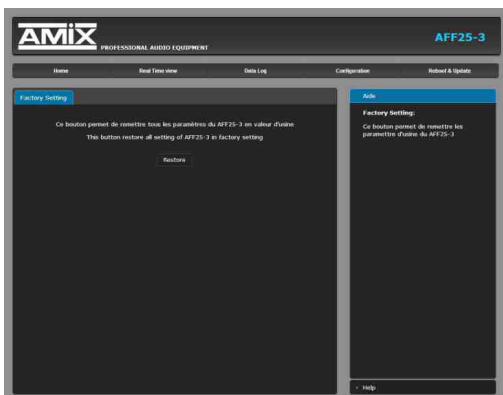 AMiX
PROFESSIONAL AUDIO EQUIPMENT
AFF25-3
Home
Real Time view
Data Log
Configuration
Reboot & Update
Factory Setting
Ce bouton permet de remettre tous les paramètres du AFF25-3 en valeur d'usine
This button restore all setting of AFF25-3 in factory setting
Restore
Aide
Factory Setting:
Ce bouton permet de remettre les
paramettre d'usine du AFF25-3
Help